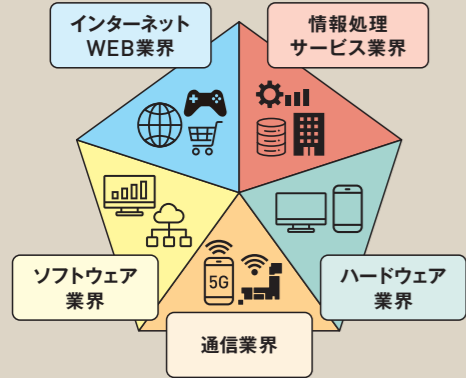 インターネット
WEB業界
情報処理
サービス業界
ソフトウェア
業界
5G
ハードウェア
業界
通信業界